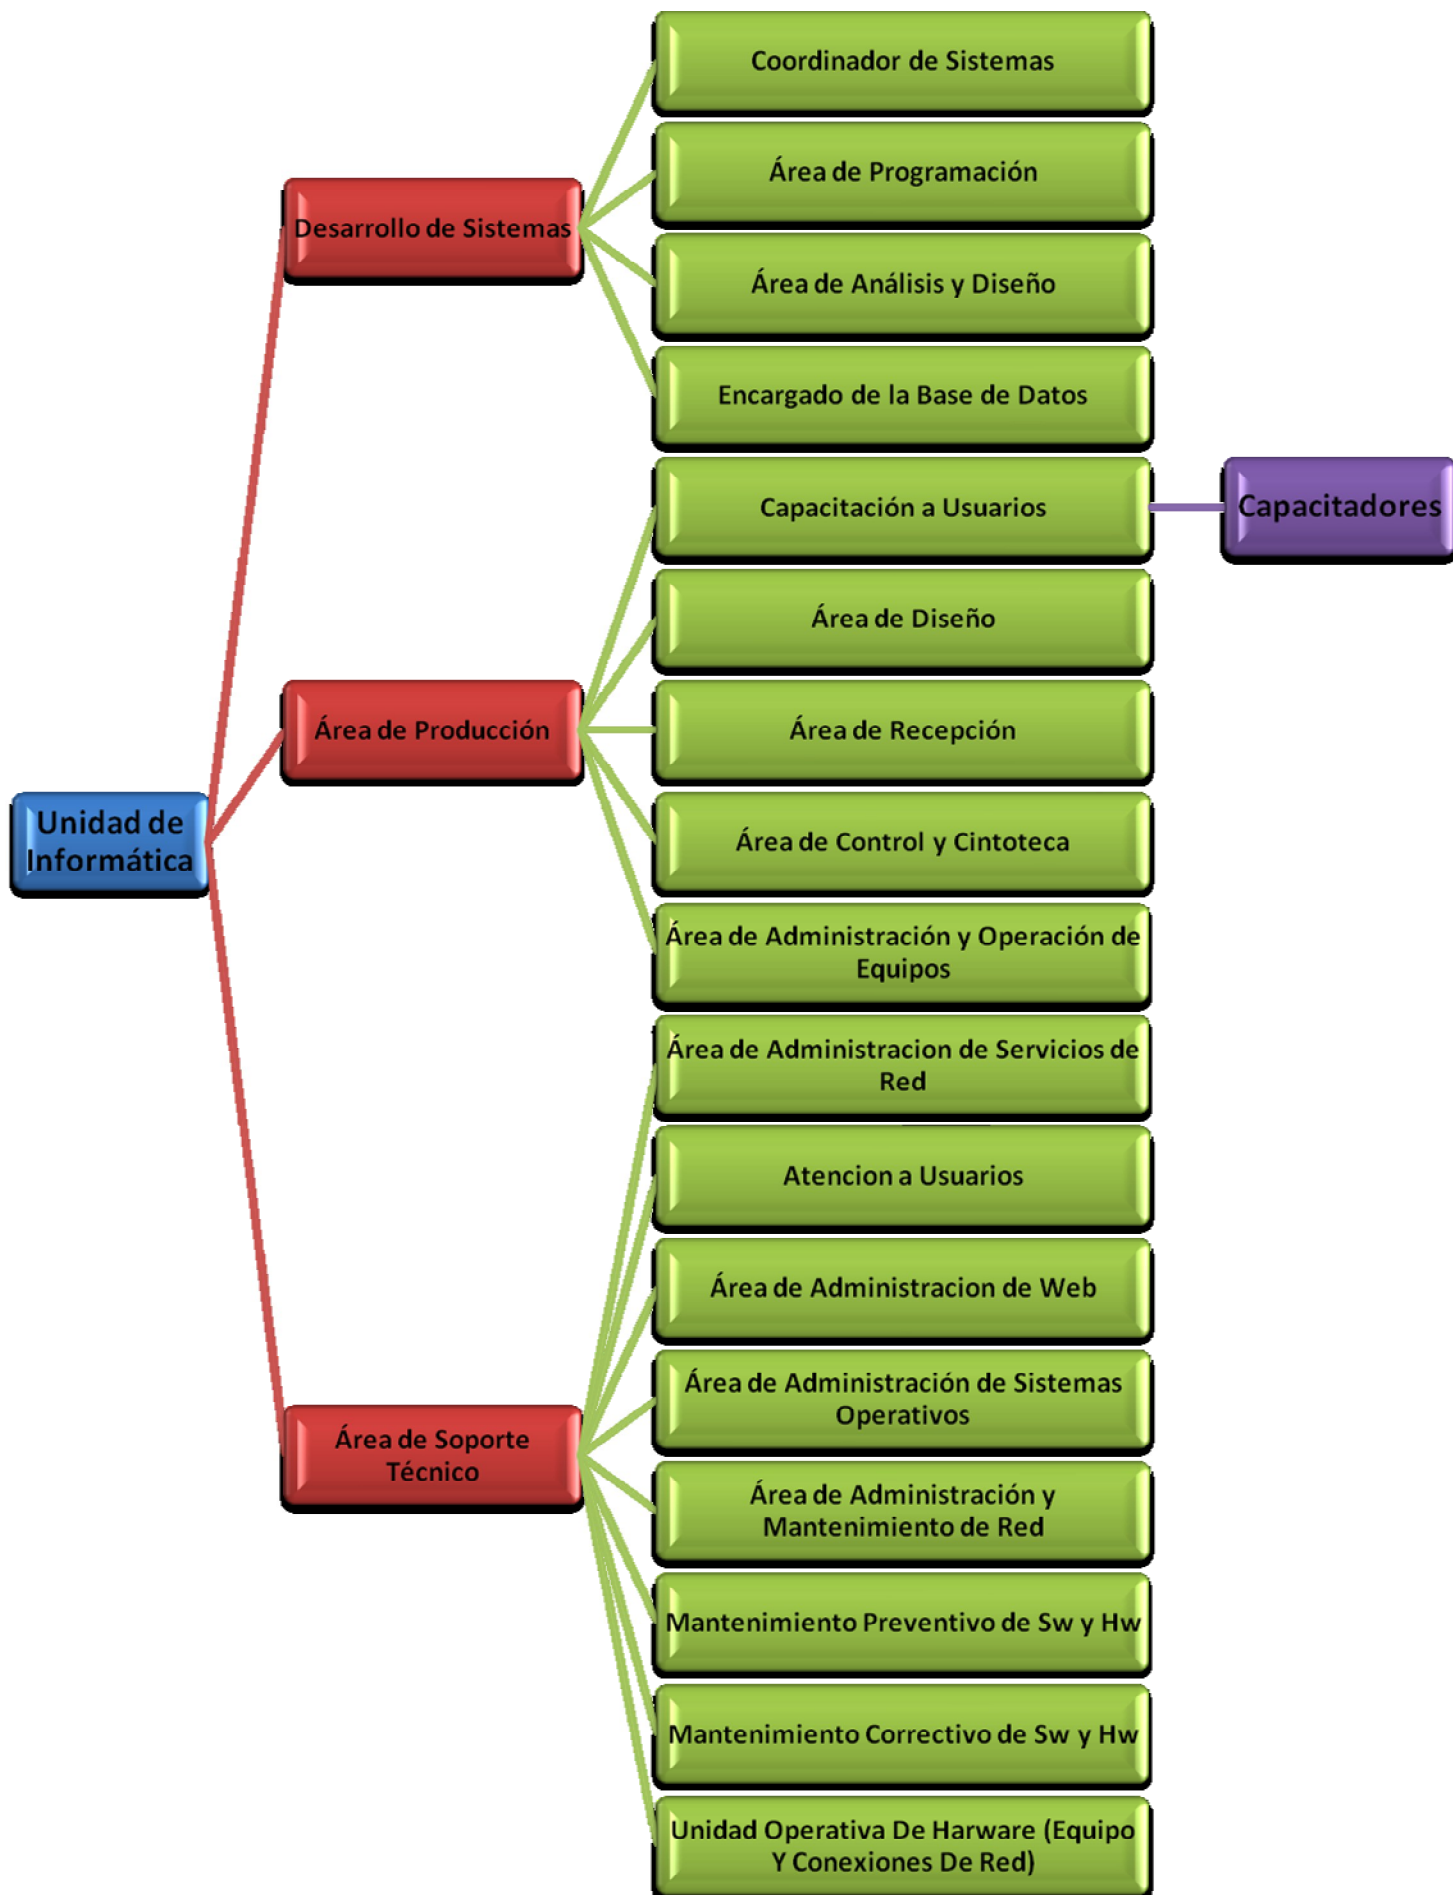 Coordinador de Sistemas
Área de Programación
Desarrollo de Sistemas
Área de Análisis y Diseño
Encargado de la Base de Datos
Capacitación a Usuarios
Capacitadores
Área de Diseño
Área de Producción
Área de Recepción
Unidad de
Informática
Área de Control y Cintoteca
Área de Administración y Operación de
Equipos
Área de Administracion de Servicios de
Red
Atencion a Usuarios
Área de Administracion de Web
Área de Administración de Sistemas
Operativos
Área de Soporte
Técnico
Área de Administración y
Mantenimiento de Red
Mantenimiento Preventivo de Sw y Hw
Mantenimiento Correctivo de Sw y Hw
Unidad Operativa De Harware (Equipo
Y Conexiones De Red)